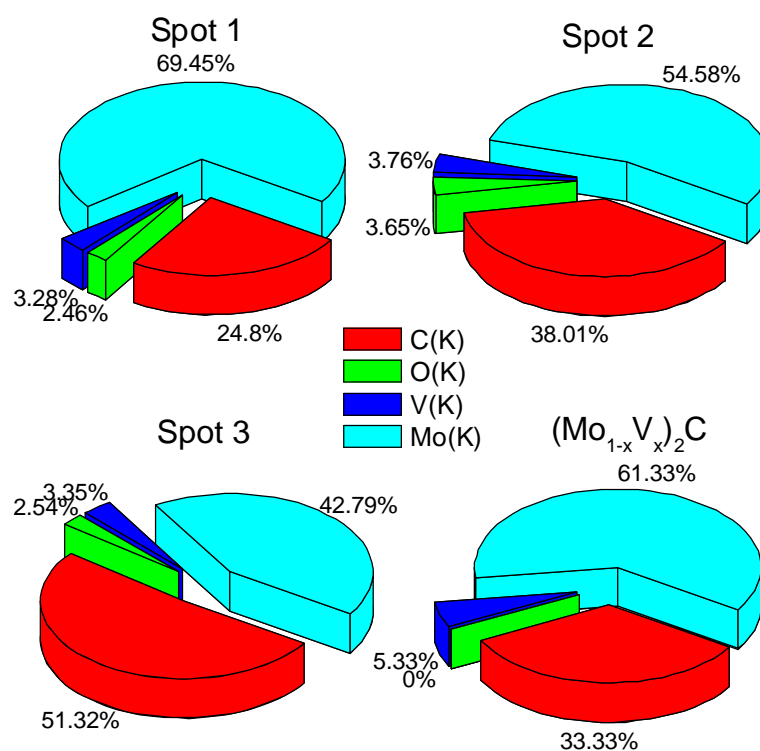 Spot 1
69.45%
3.28%
2.46%
24.8%
Spot 2
54.58%
3.76%
3.65%
38.01%
C(K)
O(K)
V(K)
Mo(K)
Spot 3
3.35%
2.54%
42.79%
51.32%
(Mo₁₋ₓVₓ)₂C
61.33%
5.33%
0%
33.33%